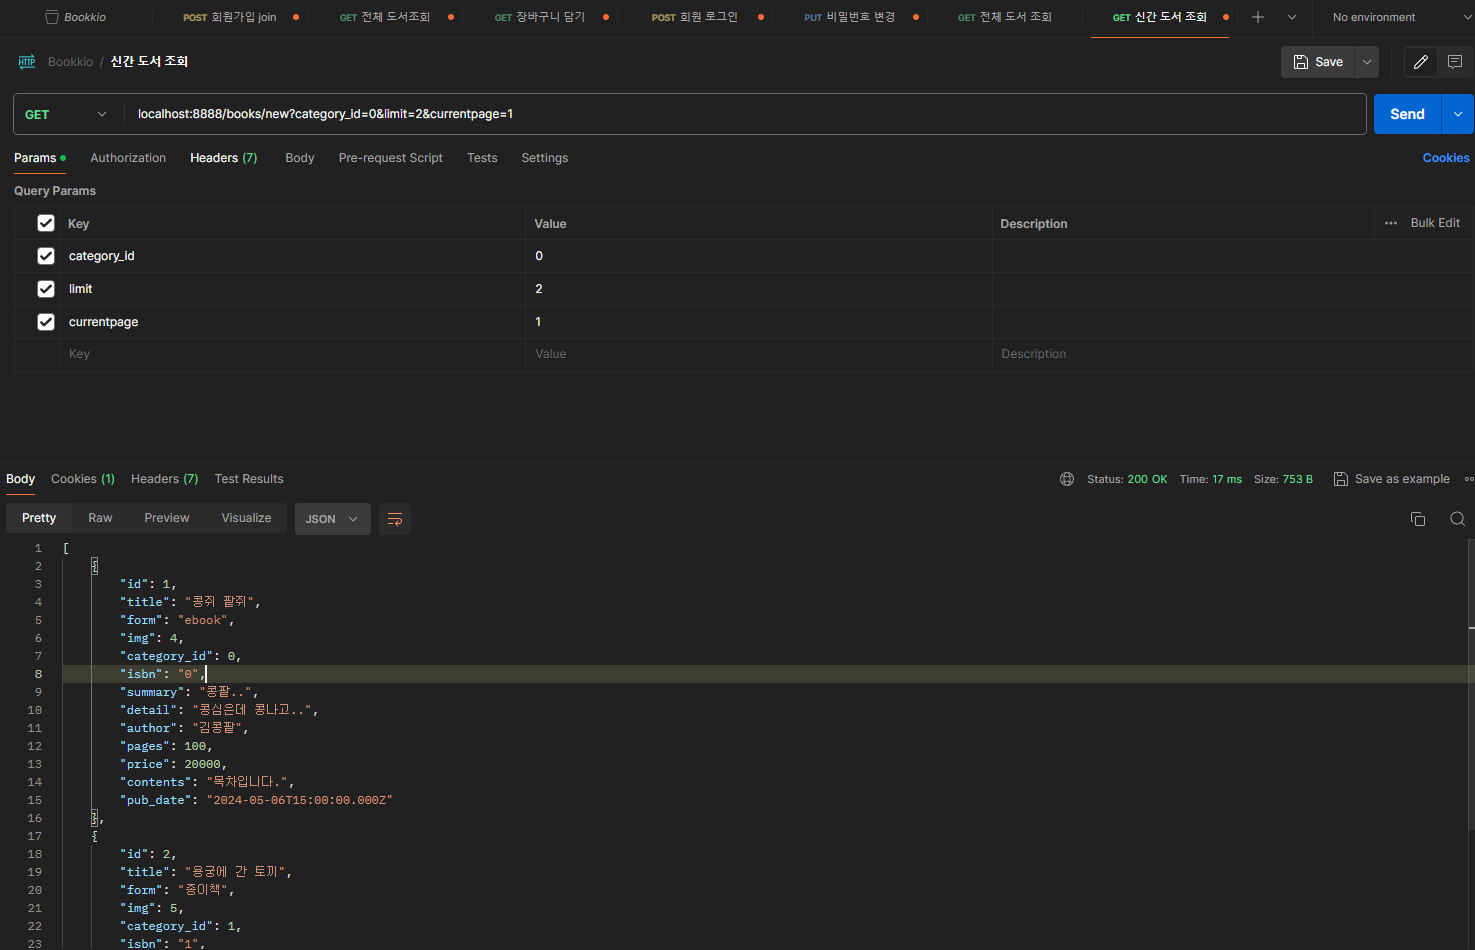 Bookkio POST 회원가입 join GET 전체 도서조회 GET 장바구니 담기 POST 회원 로그인 PUT 비밀번호 변경 GET 전체 도서 조회 GET 신간 도서 조회 No environment
HTTP Bookkio / 신간 도서 조회 Save
GET localhost:8888/books/new?category_id=0&limit=2&currentpage=1 Send
Params Authorization Headers (7) Body Pre-request Script Tests Settings Cookies
Query Params
Key Value Description Bulk Edit
category_id 0
limit 2
currentpage 1
Key Value Description
Body Cookies (1) Headers (7) Test Results Status: 200 OK Time: 17 ms Size: 753 B Save as example
Pretty Raw Preview Visualize JSON
1 [
2 {
3 "id": 1,
4 "title": "콩쥐 팥쥐",
5 "form": "ebook",
6 "img": 4,
7 "category_id": 0,
8 "isbn": "0",
9 "summary": "콩팥..",
10 "detail": "콩심은데 콩나고..",
11 "author": "김콩팥",
12 "pages": 100,
13 "price": 20000,
14 "contents": "목차입니다.",
15 "pub_date": "2024-05-06T15:00:00.000Z"
16 },
17 {
18 "id": 2,
19 "title": "용궁에 간 토끼",
20 "form": "종이책",
21 "img": 5,
22 "category_id": 1,
23 "isbn": "1",